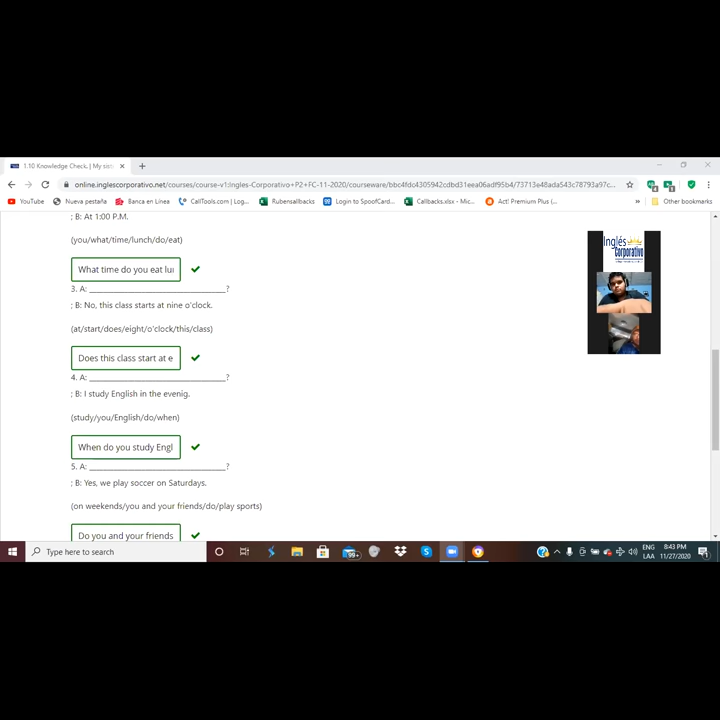 1.10 Knowledge Check. | My sis
online.inglescorporativo.net/courses/course-v1:Ingles-Corporativo+P2+FC-11-2020/courseware/bbc4fdc4305942cdbd31eea06adf95b4/73713e48ada543c78793a97c...
YouTube Nueva pestaña Banca en Línea CallTools.com | Log... Rubensallbacks Login to SpoofCard... Callbacks.xlsx - Mic... Act! Premium Plus (... » Other bookmarks
; B: At 1:00 P.M.
(you/what/time/lunch/do/eat)
What time do you eat lu
3. A: ______________________________?
; B: No, this class starts at nine o'clock.
(at/start/does/eight/o'clock/this/class)
Does this class start at e
4. A: ______________________________?
; B: I study English in the evenig.
(study/you/English/do/when)
When do you study Engl
5. A: ______________________________?
; B: Yes, we play soccer on Saturdays.
(on weekends/you and your friends/do/play sports)
Do you and your friends
Inglés
Corporativo
Type here to search
99+
ENG
LAA
8:43 PM
11/27/2020